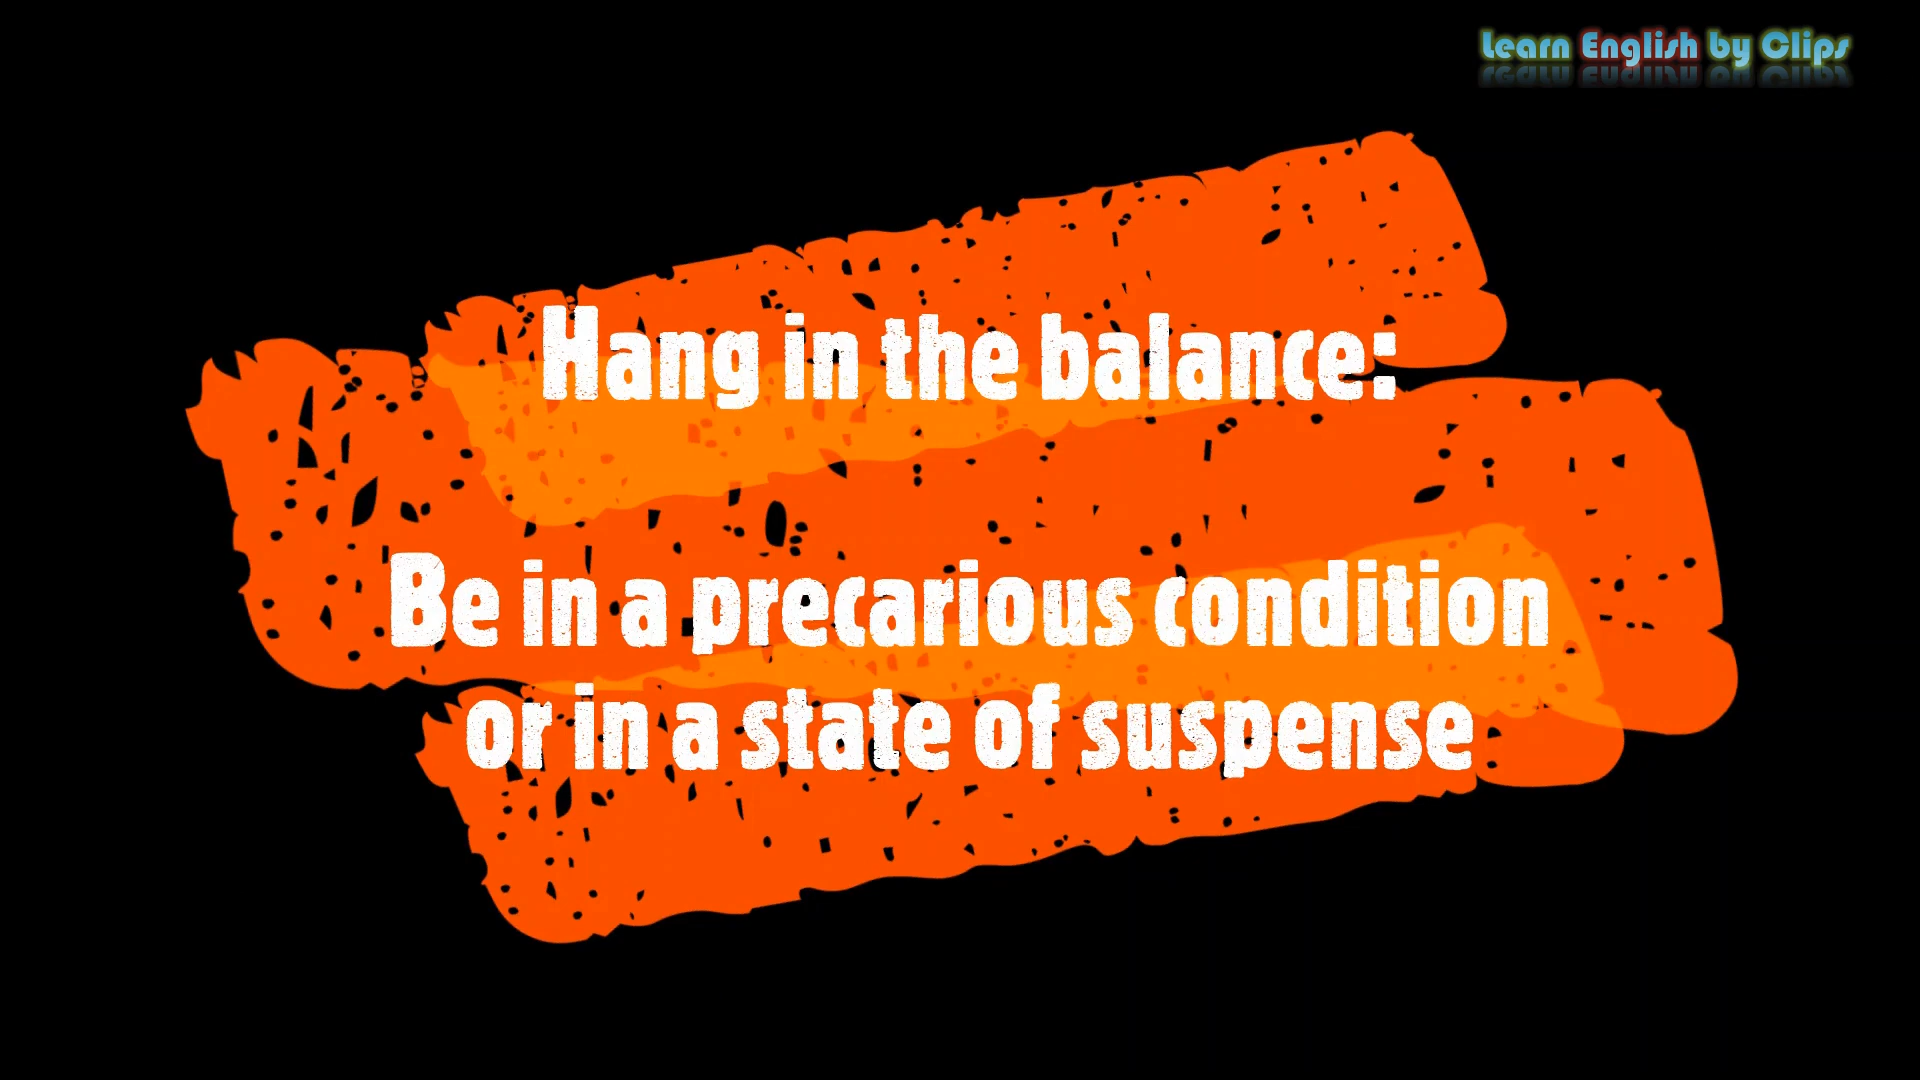 Learn English by Clips
Hang in the balance:
Be in a precarious condition
or in a state of suspense